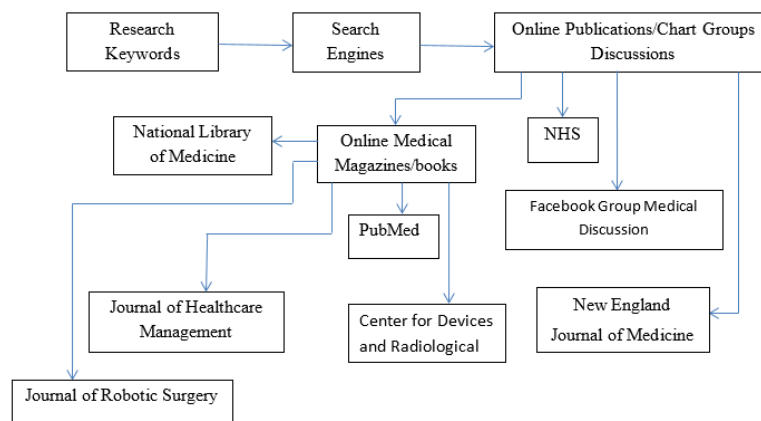 Research
Keywords
Search
Engines
Online Publications/Chart Groups
Discussions
National Library
of Medicine
Online Medical
Magazines/books
NHS
Facebook Group Medical
Discussion
PubMed
Journal of Healthcare
Management
Center for Devices
and Radiological
New England
Journal of Medicine
Journal of Robotic Surgery